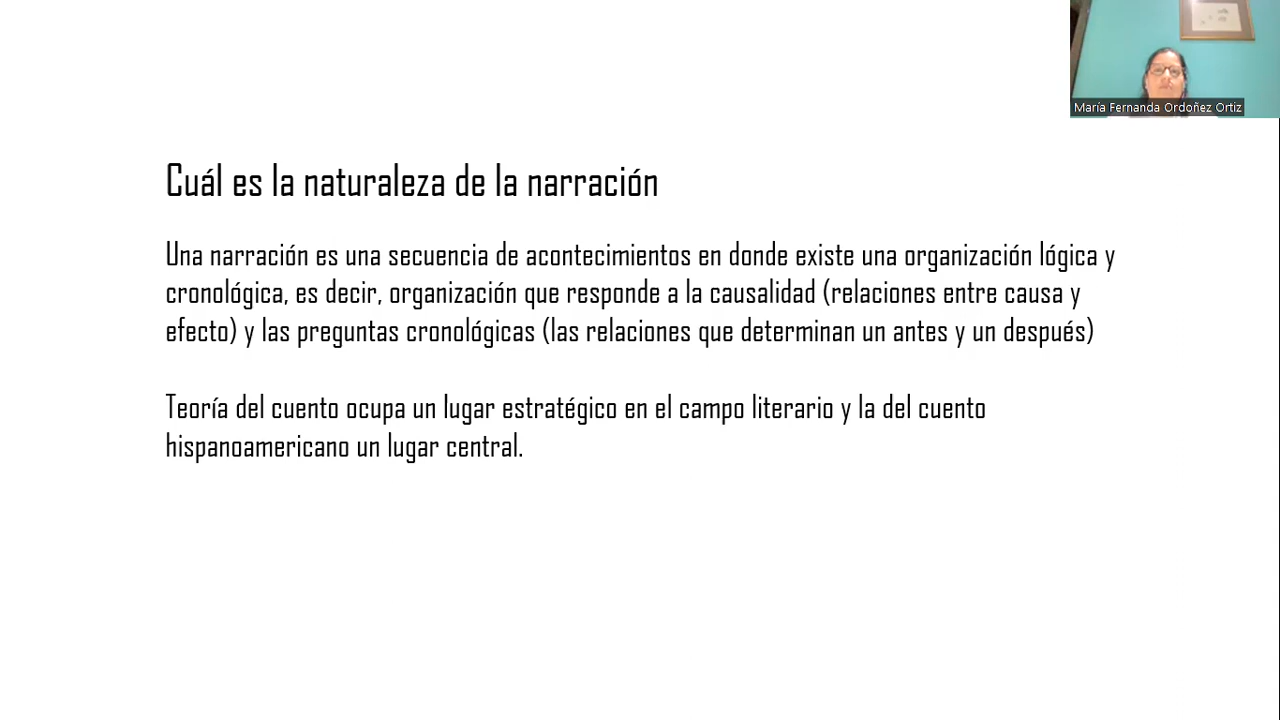 María Fernanda Ordoñez Ortiz
Cuál es la naturaleza de la narración
Una narración es una secuencia de acontecimientos en donde existe una organización lógica y
cronológica, es decir, organización que responde a la causalidad (relaciones entre causa y
efecto) y las preguntas cronológicas (las relaciones que determinan un antes y un después)
Teoría del cuento ocupa un lugar estratégico en el campo literario y la del cuento
hispanoamericano un lugar central.